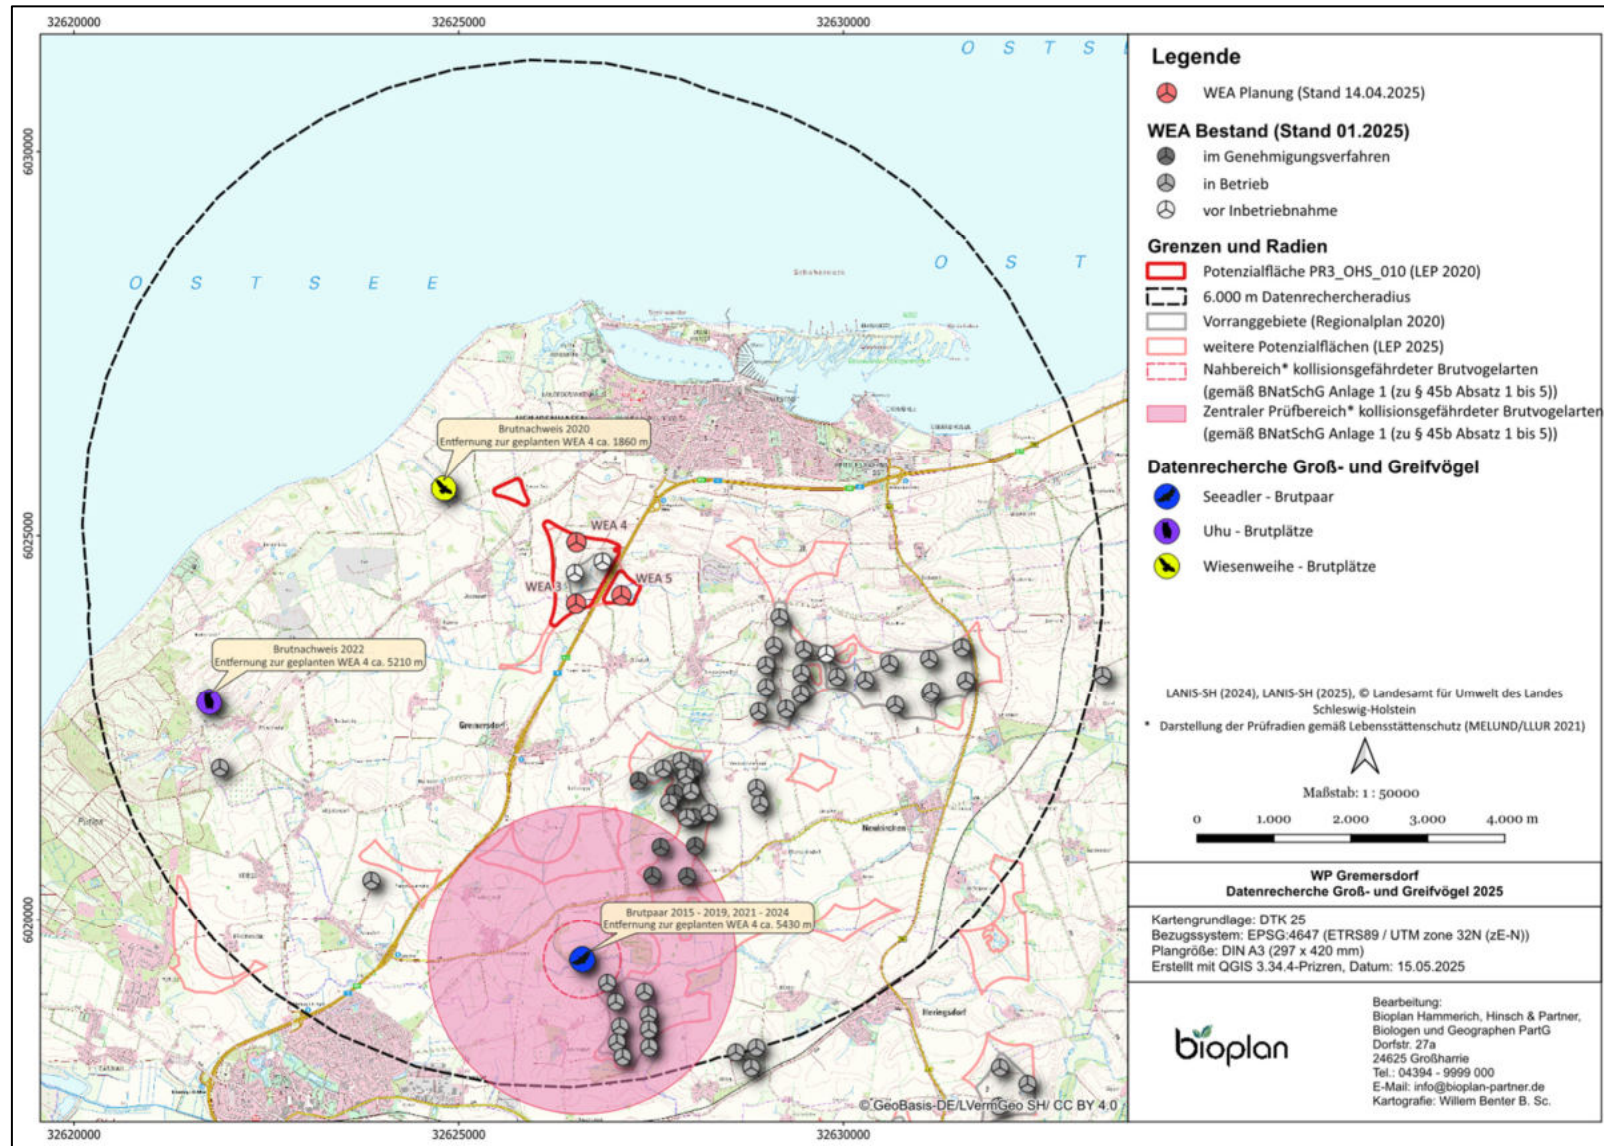 32620000
32625000
32630000
6030000
6025000
6020000
O S T S
O S T S E E
O S T
Brutnachweis 2020
Entfernung zur geplanten WEA 4 ca. 1860 m
WEA 4
WEA 3
WEA 5
Brutnachweis 2022
Entfernung zur geplanten WEA 4 ca. 5210 m
Gremersdorf
Neukirchen
Brutpaar 2015 - 2019, 2021 - 2024
Entfernung zur geplanten WEA 4 ca. 5430 m
Heringsdorf
© GeoBasis-DE/LVermGeo SH/ CC BY 4.0
32620000
32625000
32630000
Legende
WEA Planung (Stand 14.04.2025)
WEA Bestand (Stand 01.2025)
im Genehmigungsverfahren
in Betrieb
vor Inbetriebnahme
Grenzen und Radien
Potenzialfläche PR3_OHS_010 (LEP 2020)
6.000 m Datenrechercheradius
Vorranggebiete (Regionalplan 2020)
weitere Potenzialflächen (LEP 2025)
Nahbereich* kollisionsgefährdeter Brutvogelarten
(gemäß BNatSchG Anlage 1 (zu § 45b Absatz 1 bis 5))
Zentraler Prüfbereich* kollisionsgefährdeter Brutvogelarten
(gemäß BNatSchG Anlage 1 (zu § 45b Absatz 1 bis 5))
Datenrecherche Groß- und Greifvögel
Seeadler - Brutpaar
Uhu - Brutplätze
Wiesenweihe - Brutplätze
LANIS-SH (2024), LANIS-SH (2025), © Landesamt für Umwelt des Landes
Schleswig-Holstein
* Darstellung der Prüfradien gemäß Lebensstättenschutz (MELUND/LLUR 2021)
Maßstab: 1 : 50000
0 1.000 2.000 3.000 4.000 m
WP Gremersdorf
Datenrecherche Groß- und Greifvögel 2025
Kartengrundlage: DTK 25
Bezugssystem: EPSG:4647 (ETRS89 / UTM zone 32N (zE-N))
Plangröße: DIN A3 (297 x 420 mm)
Erstellt mit QGIS 3.34.4-Prizren, Datum: 15.05.2025
bioplan
Bearbeitung:
Bioplan Hammerich, Hinsch & Partner,
Biologen und Geographen PartG
Dorfstr. 27a
24625 Großharrie
Tel.: 04394 - 9999 000
E-Mail: info@bioplan-partner.de
Kartografie: Willem Benter B. Sc.